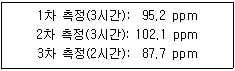 1차 측정(3시간): 95.2 ppm
2차 측정(3시간): 102.1 ppm
3차 측정(2시간): 87.7 ppm